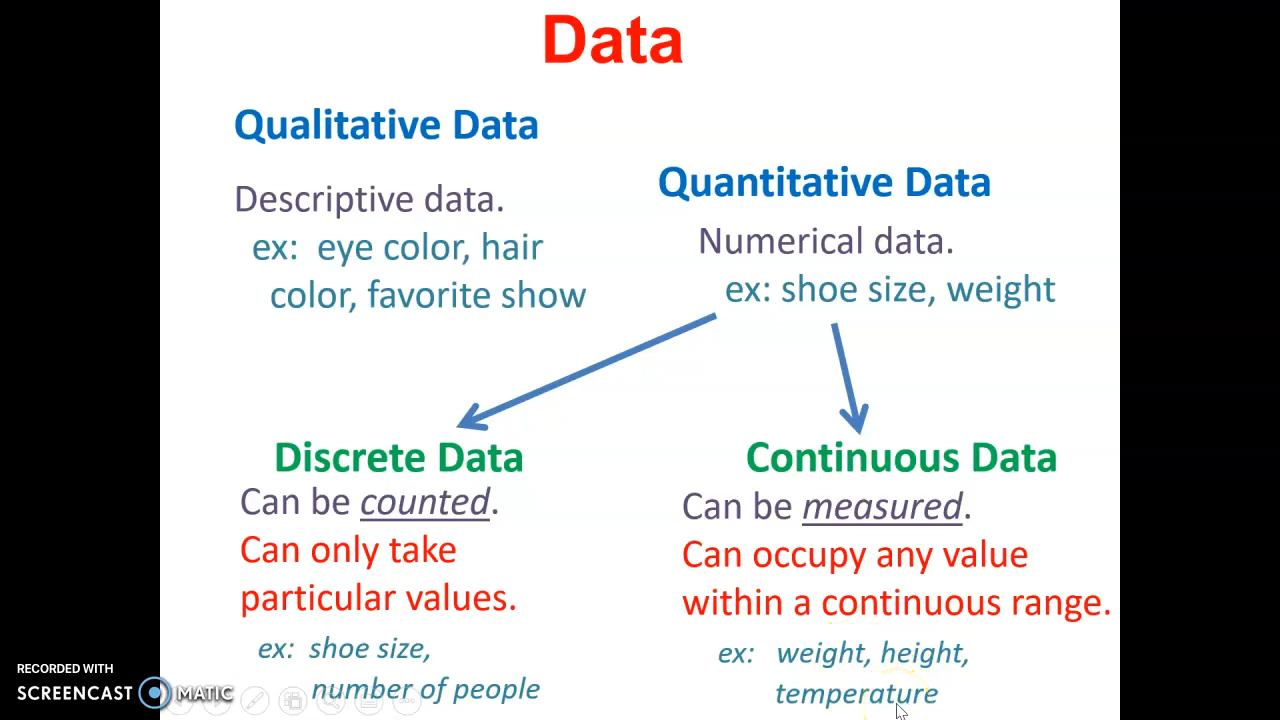 Data
Qualitative Data
Descriptive data.
ex: eye color, hair
color, favorite show
Quantitative Data
Numerical data.
ex: shoe size, weight
Discrete Data
Can be counted.
Can only take
particular values.
ex: shoe size,
number of people
Continuous Data
Can be measured.
Can occupy any value
within a continuous range.
ex: weight, height,
temperature
RECORDED WITH
SCREENCAST MATIC